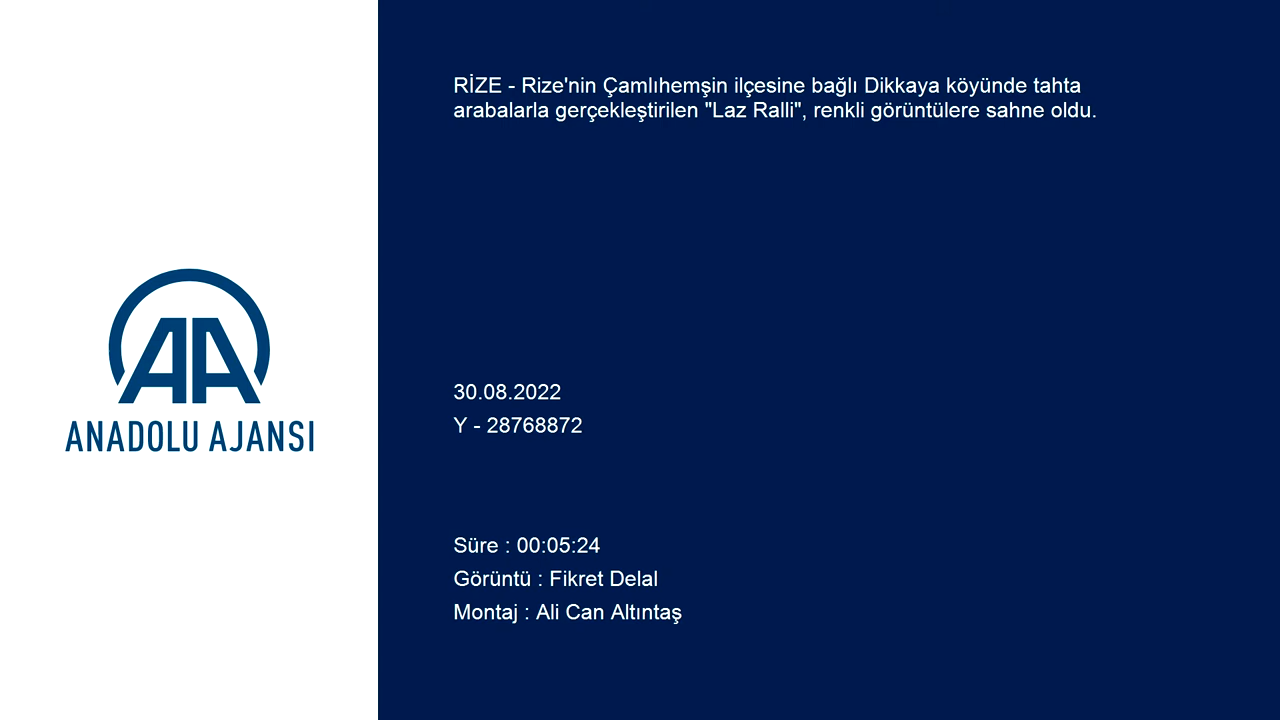 RİZE - Rize'nin Çamlıhemşin ilçesine bağlı Dikkaya köyünde tahta
arabalarla gerçekleştirilen "Laz Ralli", renkli görüntülere sahne oldu.
AA
ANADOLU AJANSI
30.08.2022
Y - 28768872
Süre : 00:05:24
Görüntü : Fikret Delal
Montaj : Ali Can Altıntaş